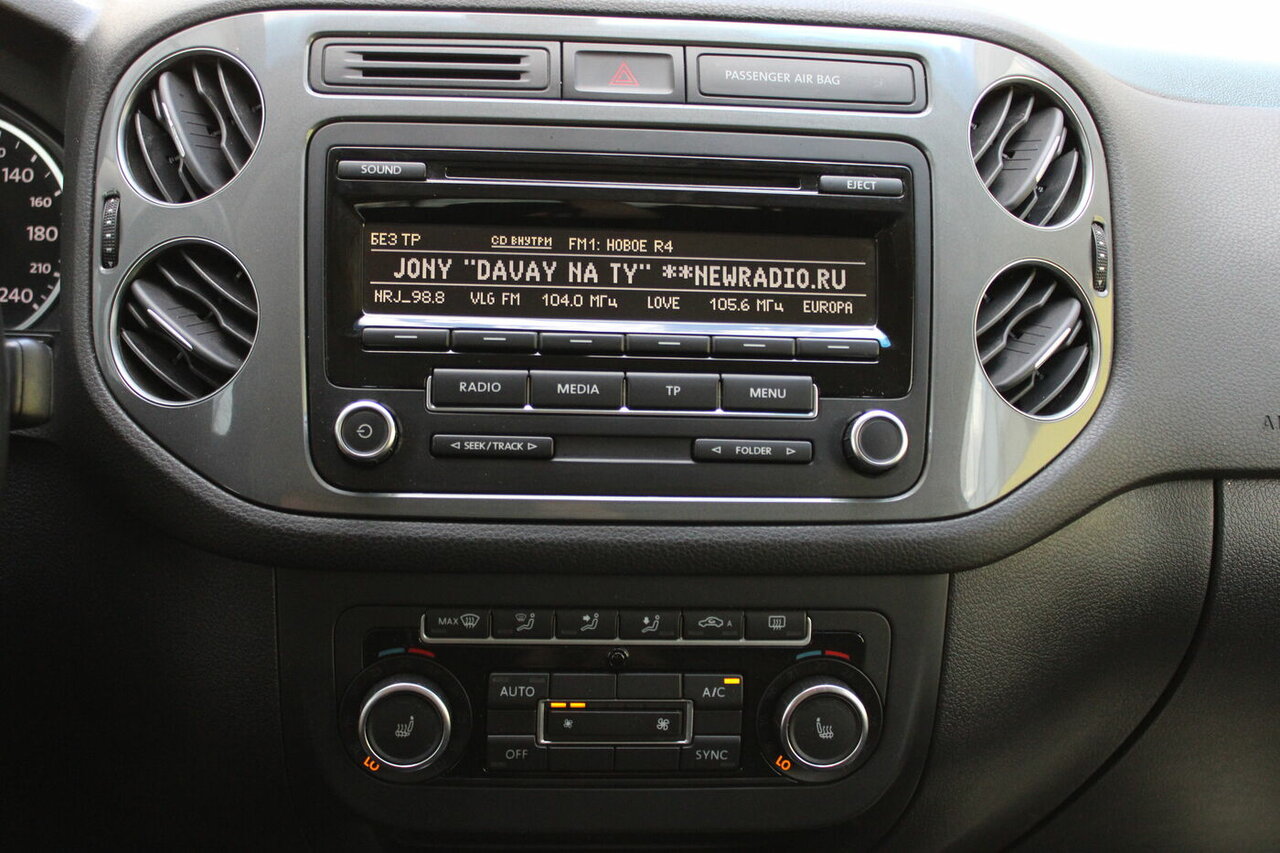 PASSENGER AIR BAG
140
160
180
210
240
SOUND
EJECT
БЕЗ TP CD ВНУТРИ FM1: НОВОЕ R4
JONY "DAVAY NA TY" **NEWRADIO.RU
NRJ_98.8 VLG FM 104.0 МГц LOVE 105.6 МГц EUROPA
RADIO MEDIA TP MENU
SEEK/TRACK FOLDER
MAX A
AUTO A/C
OFF SYNC
LO LO